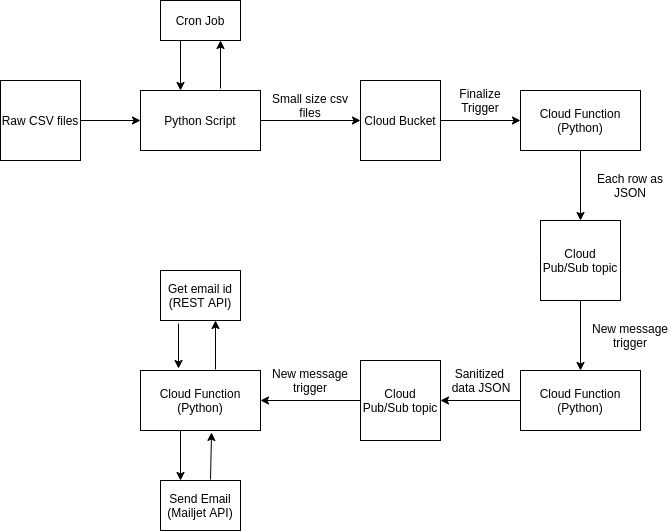 Cron Job
Raw CSV files
Python Script
Small size csv
files
Cloud Bucket
Finalize
Trigger
Cloud Function
(Python)
Each row as
JSON
Cloud
Pub/Sub topic
New message
trigger
Cloud Function
(Python)
Sanitized
data JSON
Cloud
Pub/Sub topic
New message
trigger
Get email id
(REST API)
Cloud Function
(Python)
Send Email
(Mailjet API)